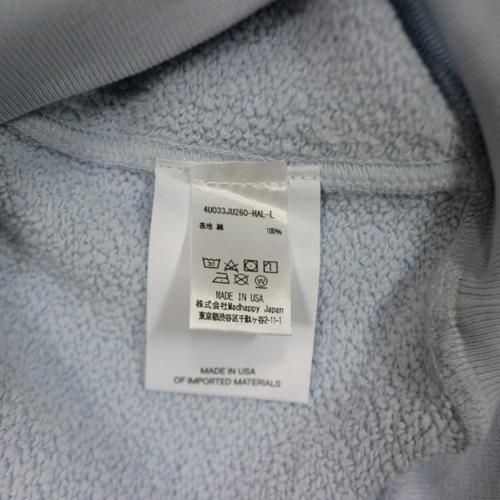 4U033JU260-HAL-L
表地 綿 100%
30
MADE IN USA
株式会社Madhappy Japan
東京都渋谷区千駄ヶ谷2-11-1
MADE IN USA
OF IMPORTED MATERIALS